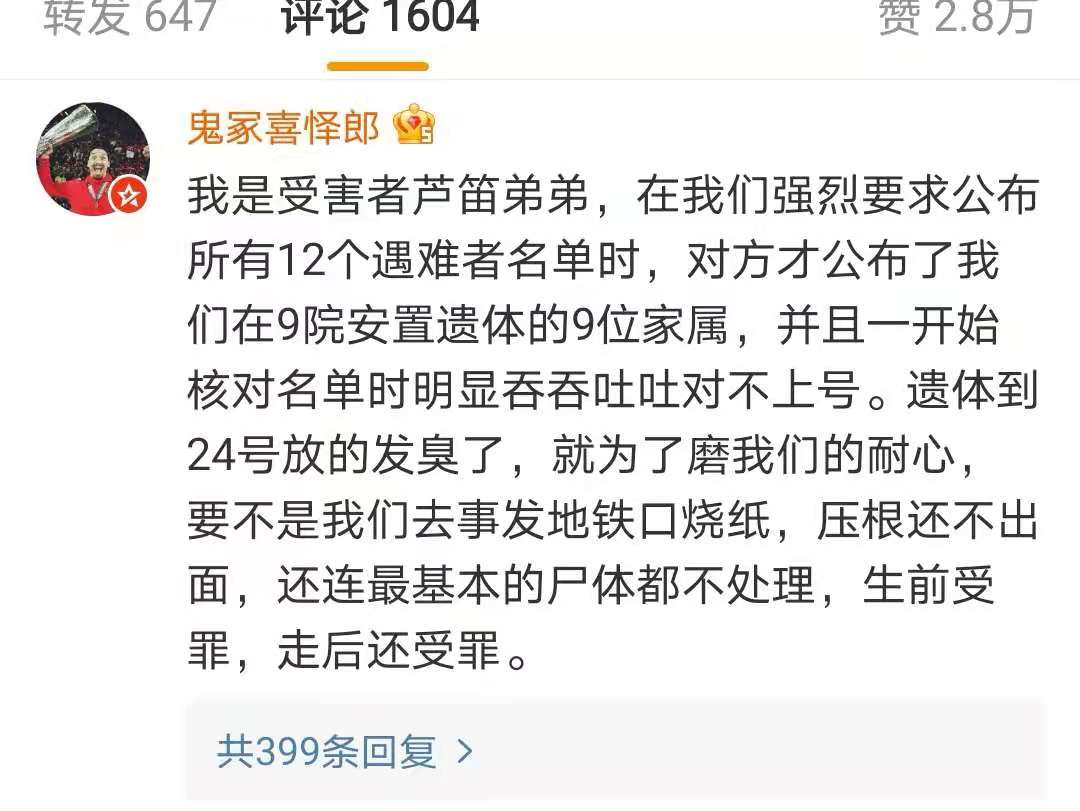 转发 647 评论 1604 赞 2.8万
鬼冢喜怿郎
我是受害者芦笛弟弟，在我们强烈要求公布
所有12个遇难者名单时，对方才公布了我
们在9院安置遗体的9位家属，并且一开始
核对名单时明显吞吞吐吐对不上号。遗体到
24号放的发臭了，就为了磨我们的耐心，
要不是我们去事发地铁口烧纸，压根还不出
面，还连最基本的尸体都不处理，生前受
罪，走后还受罪。
共399条回复 >